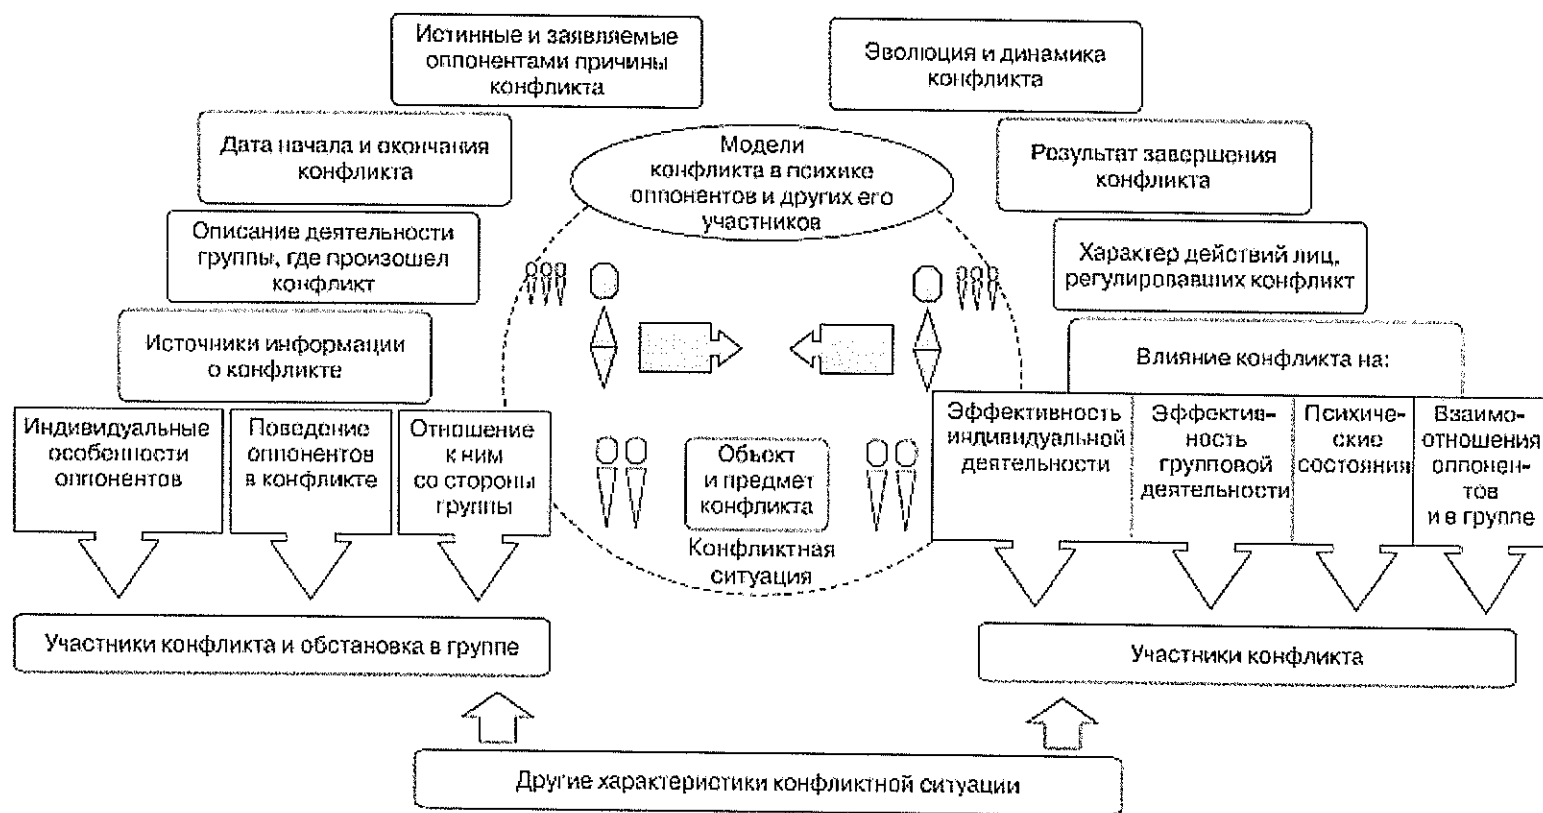 Истинные и заявляемые
оппонентами причины
конфликта
Эволюция и динамика
конфликта
Дата начала и окончания
конфликта
Модели
конфликта в психике
оппонентов и других его
участников
Результат завершения
конфликта
Описание деятельности
группы, где произошел
конфликт
Характер действий лиц,
регулировавших конфликт
Источники информации
о конфликте
Влияние конфликта на:
Индивидуальные
особенности
оппонентов
Поведение
оппонентов
в конфликте
Отношение
к ним
со стороны
группы
Объект
и предмет
конфликта
Эффективность
индивидуальной
деятельности
Эффектив-
ность
групповой
деятельности
Психиче-
ские
состояния
Взаимо-
отношения
оппонен-
тов
и в группе
Конфликтная
ситуация
Участники конфликта и обстановка в группе
Участники конфликта
Другие характеристики конфликтной ситуации